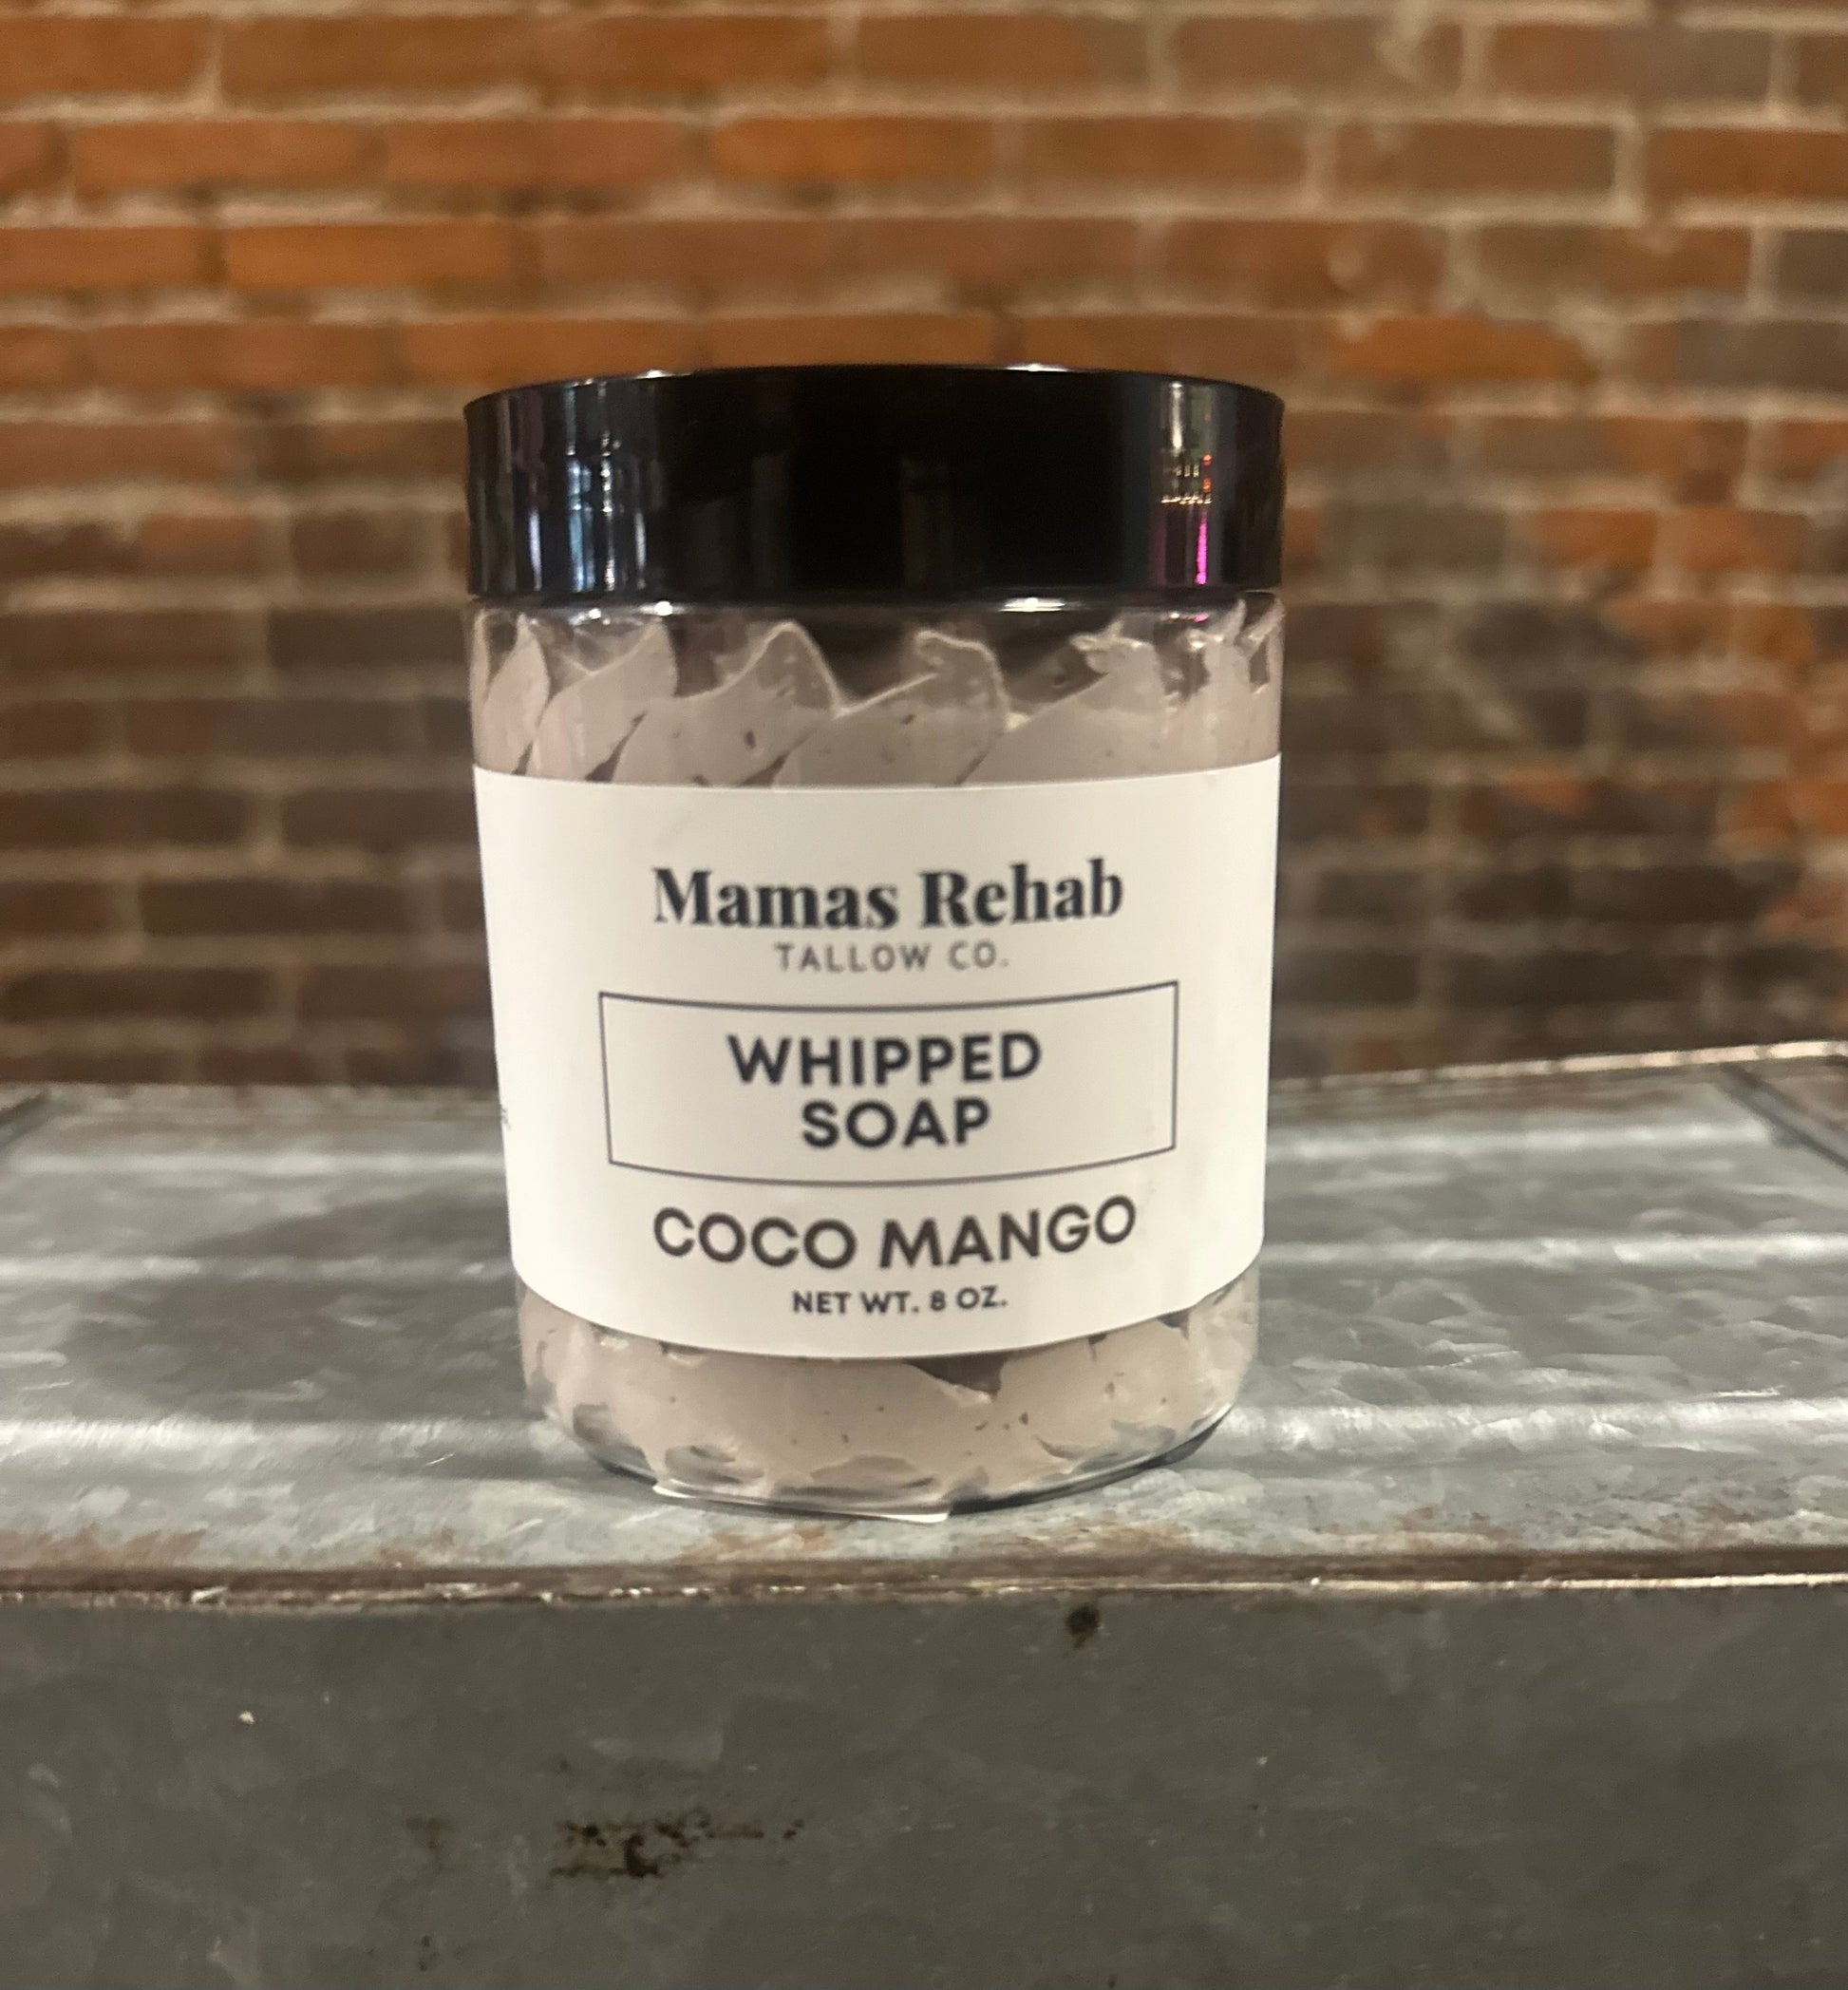 Mamas Rehab
TALLOW CO.
WHIPPED
SOAP
COCO MANGO
NET WT. 8 OZ.